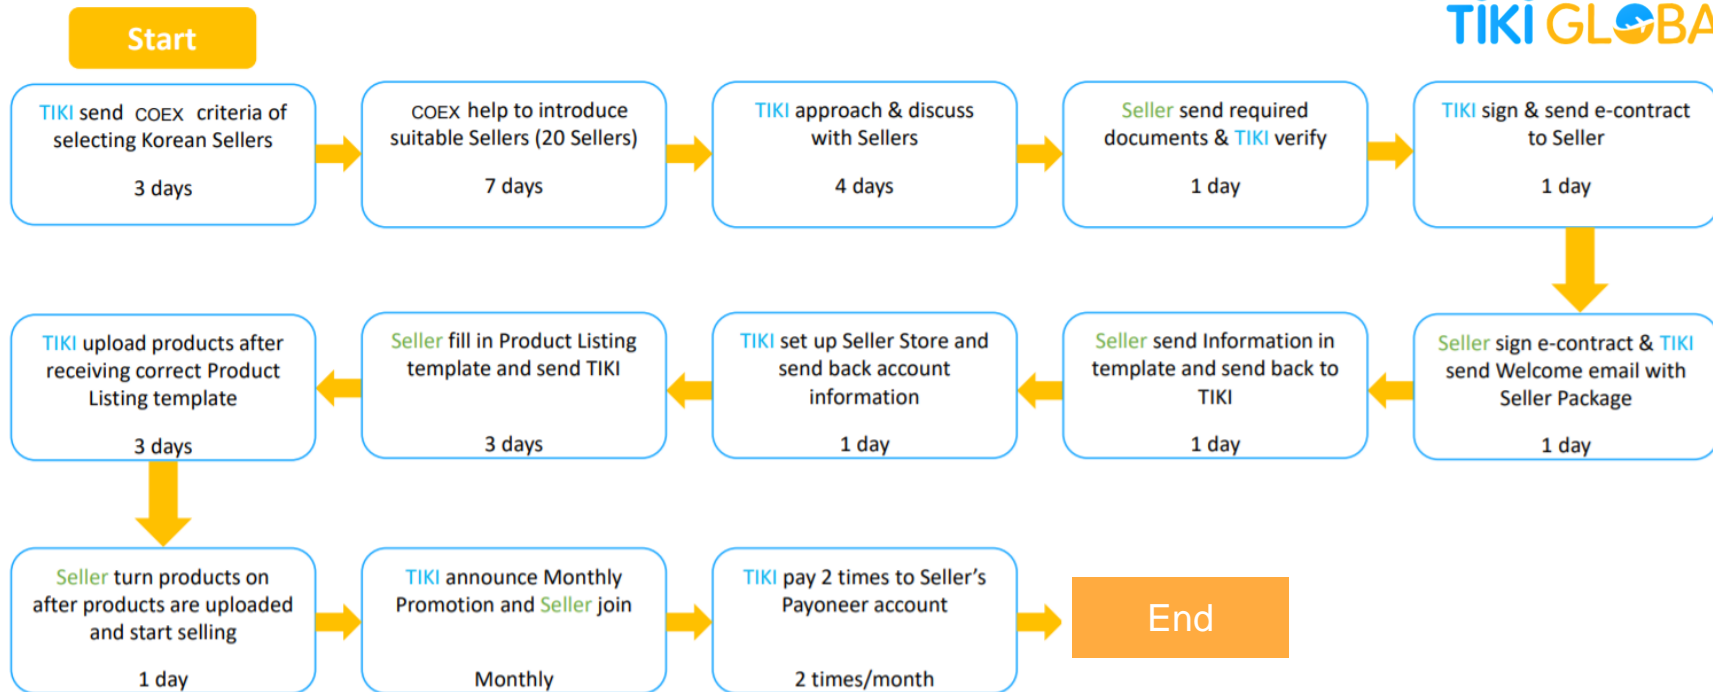 Start
TIKI GLOBA
TIKI send COEX criteria of
selecting Korean Sellers
3 days
COEX help to introduce
suitable Sellers (20 Sellers)
7 days
TIKI approach & discuss
with Sellers
4 days
Seller send required
documents & TIKI verify
1 day
TIKI sign & send e-contract
to Seller
1 day
Seller sign e-contract & TIKI
send Welcome email with
Seller Package
1 day
Seller send Information in
template and send back to
TIKI
1 day
TIKI set up Seller Store and
send back account
information
1 day
Seller fill in Product Listing
template and send TIKI
3 days
TIKI upload products after
receiving correct Product
Listing template
3 days
Seller turn products on
after products are uploaded
and start selling
1 day
TIKI announce Monthly
Promotion and Seller join
Monthly
TIKI pay 2 times to Seller's
Payoneer account
2 times/month
End